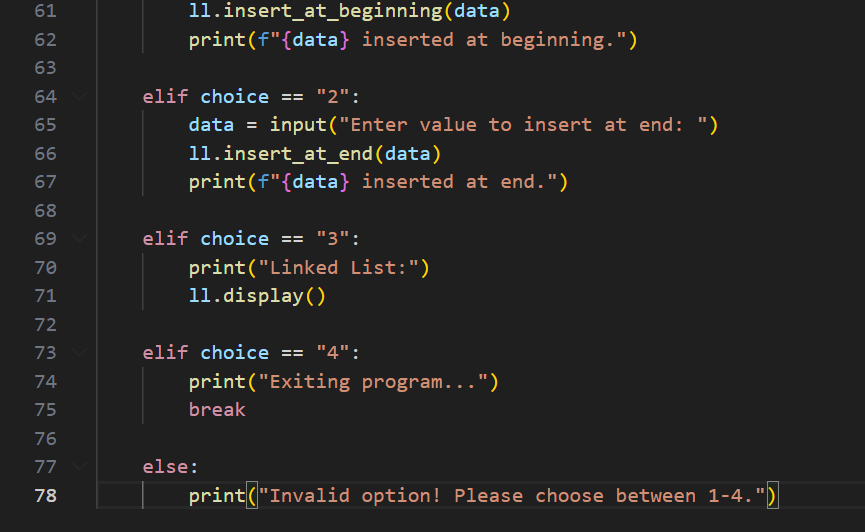 61 ll.insert_at_beginning(data)
62 print(f"{data} inserted at beginning.")
63
64 elif choice == "2":
65 data = input("Enter value to insert at end: ")
66 ll.insert_at_end(data)
67 print(f"{data} inserted at end.")
68
69 elif choice == "3":
70 print("Linked List:")
71 ll.display()
72
73 elif choice == "4":
74 print("Exiting program...")
75 break
76
77 else:
78 print("Invalid option! Please choose between 1-4.")